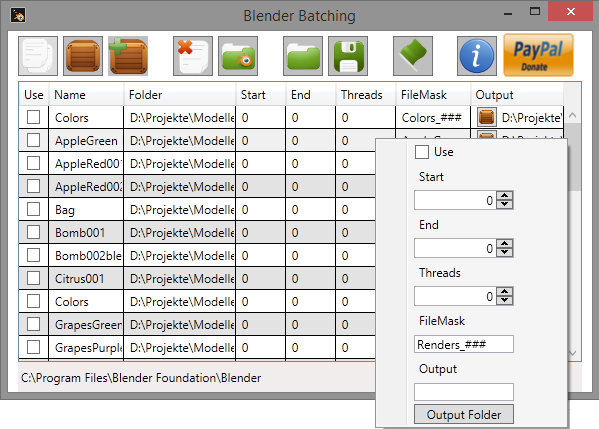 Blender Batching
PayPal
Donate
Use Name Folder Start End Threads FileMask Output
Colors D:\Projekte\Modelle 0 0 0 Colors_### D:\Projekte\
AppleGreen D:\Projekte\Modelle 0 0 0
AppleRed001 D:\Projekte\Modelle 0 0 0
AppleRed002 D:\Projekte\Modelle 0 0 0
Bag D:\Projekte\Modelle 0 0 0
Bomb001 D:\Projekte\Modelle 0 0 0
Bomb002ble D:\Projekte\Modelle 0 0 0
Citrus001 D:\Projekte\Modelle 0 0 0
Colors D:\Projekte\Modelle 0 0 0
GrapesGreen D:\Projekte\Modelle 0 0 0
GrapesPurple D:\Projekte\Modelle 0 0 0
C:\Program Files\Blender Foundation\Blender
Use
Start
0
End
0
Threads
0
FileMask
Renders_###
Output
Output Folder